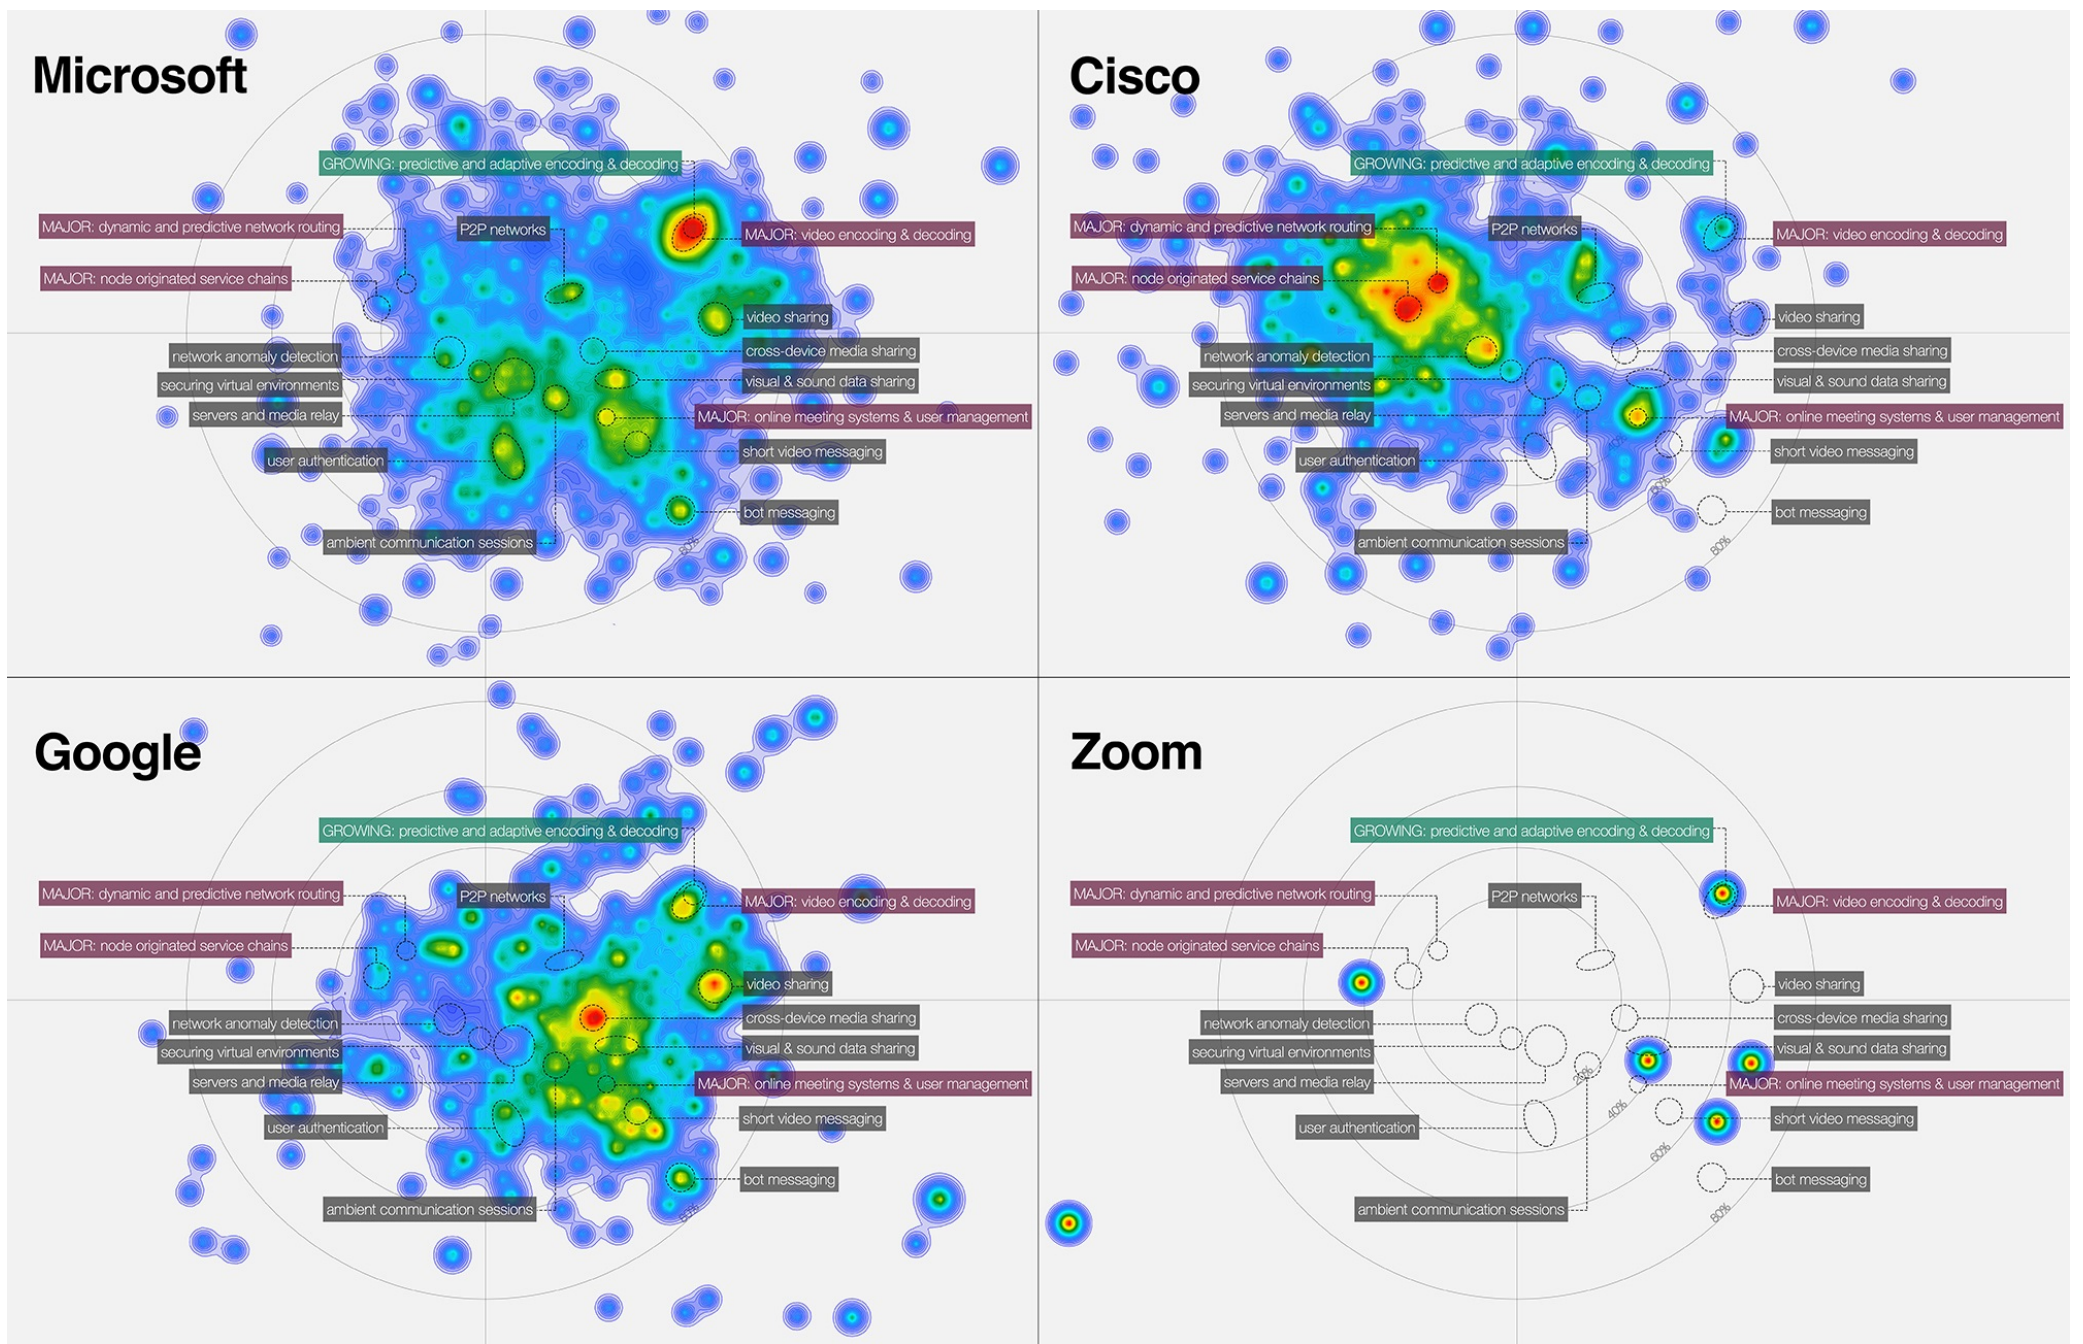 Microsoft
GROWING: predictive and adaptive encoding & decoding
MAJOR: dynamic and predictive network routing
P2P networks
MAJOR: video encoding & decoding
MAJOR: node originated service chains
video sharing
network anomaly detection
cross-device media sharing
securing virtual environments
visual & sound data sharing
servers and media relay
MAJOR: online meeting systems & user management
user authentication
short video messaging
bot messaging
ambient communication sessions
80%
Cisco
GROWING: predictive and adaptive encoding & decoding
MAJOR: dynamic and predictive network routing
P2P networks
MAJOR: video encoding & decoding
MAJOR: node originated service chains
video sharing
network anomaly detection
cross-device media sharing
securing virtual environments
visual & sound data sharing
servers and media relay
MAJOR: online meeting systems & user management
user authentication
short video messaging
60%
bot messaging
ambient communication sessions
80%
Google
GROWING: predictive and adaptive encoding & decoding
MAJOR: dynamic and predictive network routing
P2P networks
MAJOR: video encoding & decoding
MAJOR: node originated service chains
video sharing
network anomaly detection
cross-device media sharing
securing virtual environments
visual & sound data sharing
servers and media relay
MAJOR: online meeting systems & user management
user authentication
short video messaging
bot messaging
ambient communication sessions
80%
Zoom
GROWING: predictive and adaptive encoding & decoding
MAJOR: dynamic and predictive network routing
P2P networks
MAJOR: video encoding & decoding
MAJOR: node originated service chains
video sharing
network anomaly detection
cross-device media sharing
securing virtual environments
visual & sound data sharing
servers and media relay
20%
MAJOR: online meeting systems & user management
40%
user authentication
short video messaging
60%
bot messaging
ambient communication sessions
80%